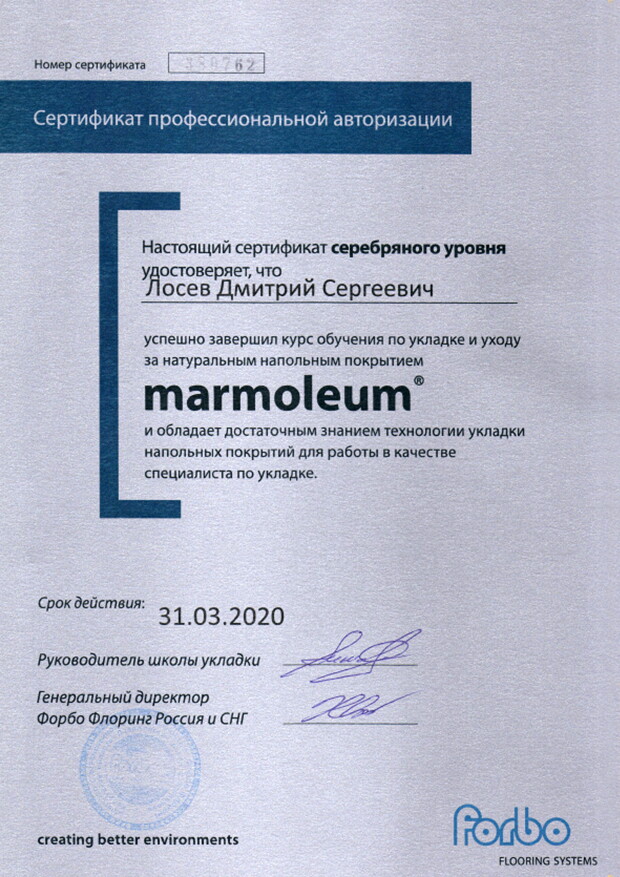 Номер сертификата
Сертификат профессиональной авторизации
Настоящий сертификат серебряного уровня
удостоверяет, что
Лосев Дмитрий Сергеевич
успешно завершил курс обучения по укладке и уходу
за натуральным напольным покрытием
marmoleum®
и обладает достаточным знанием технологии укладки
напольных покрытий для работы в качестве
специалиста по укладке.
Срок действия:
31.03.2020
Руководитель школы укладки
Генеральный директор
Форбо Флоринг Россия и СНГ
creating better environments
forbo
FLOORING SYSTEMS